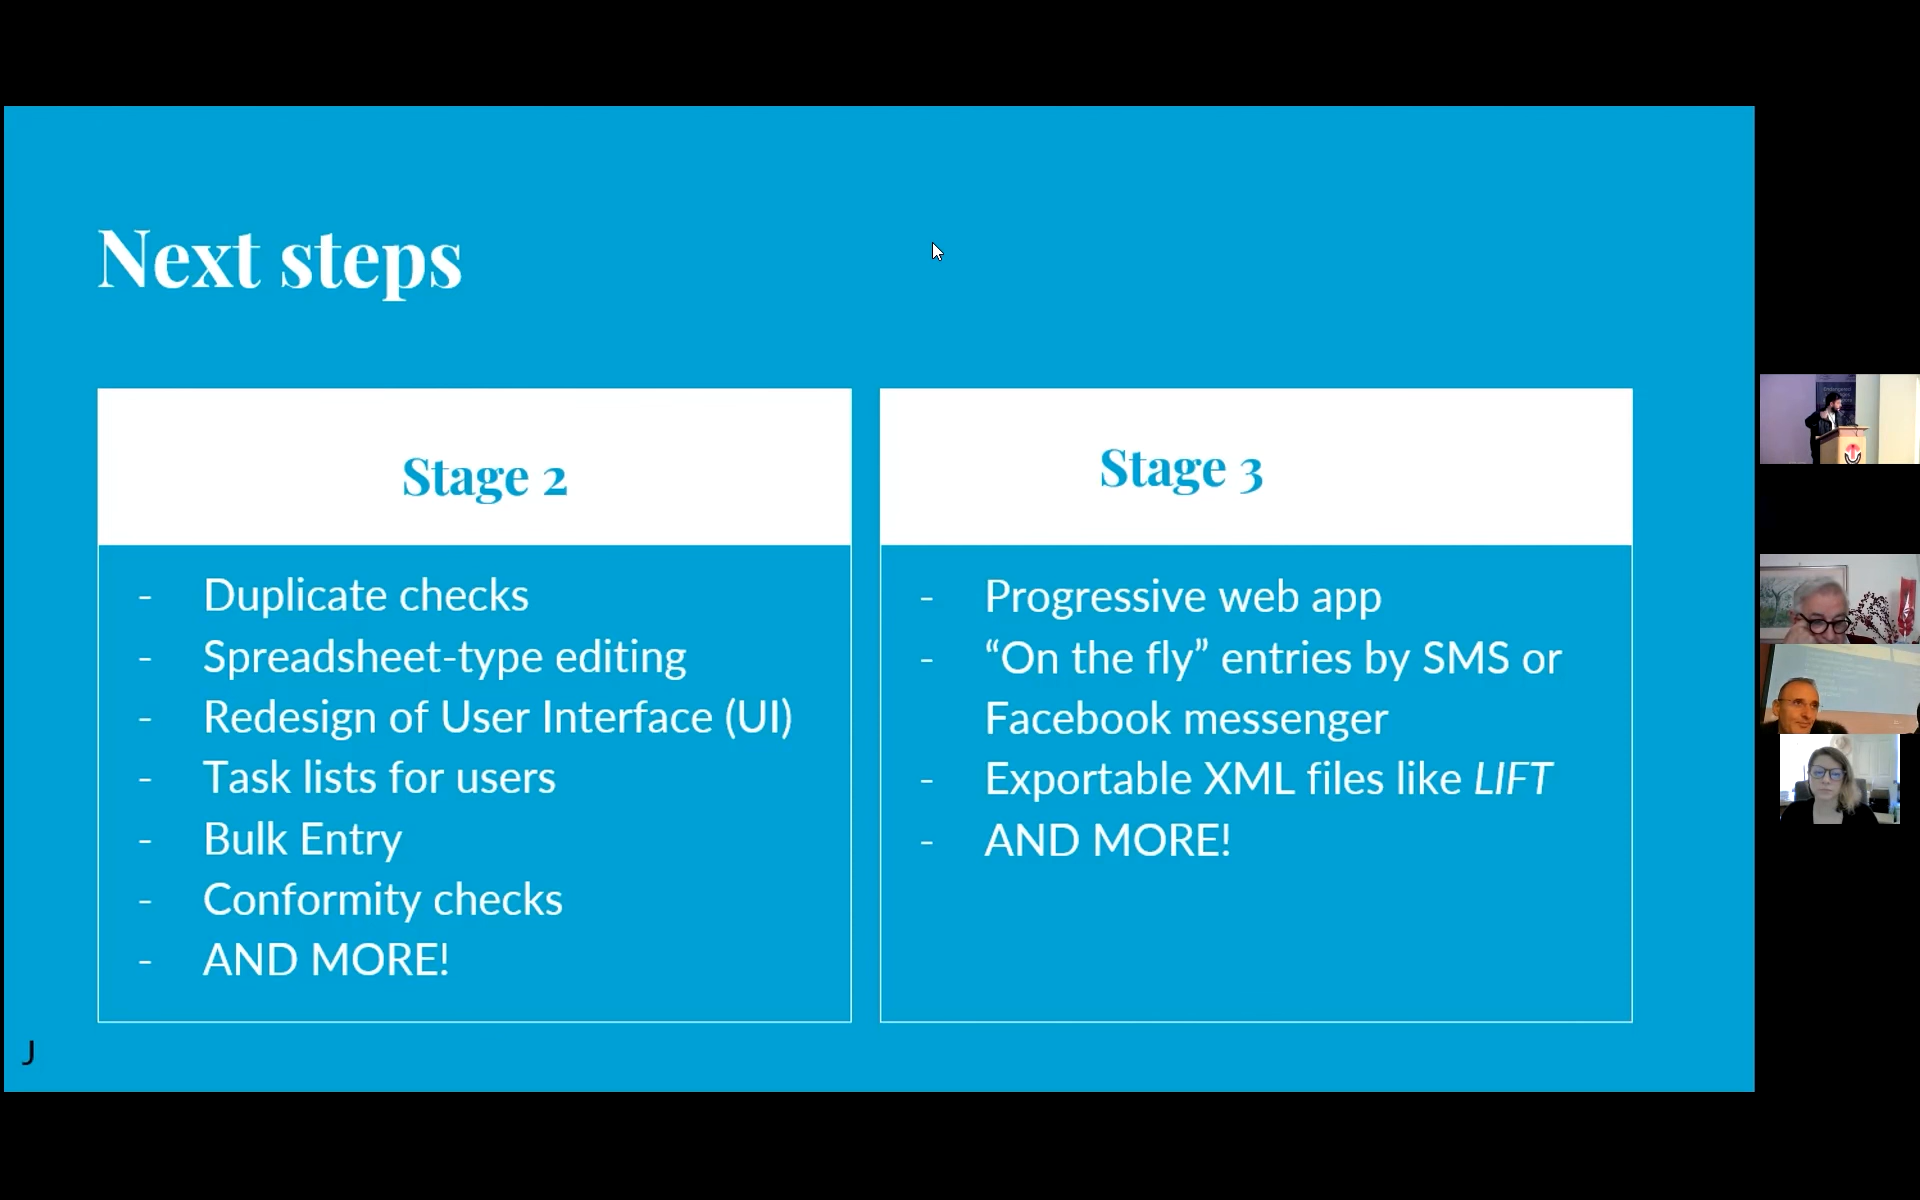 Next steps
Stage 2
- Duplicate checks
- Spreadsheet-type editing
- Redesign of User Interface (UI)
- Task lists for users
- Bulk Entry
- Conformity checks
- AND MORE!
Stage 3
- Progressive web app
- “On the fly” entries by SMS or
Facebook messenger
- Exportable XML files like LIFT
- AND MORE!
J